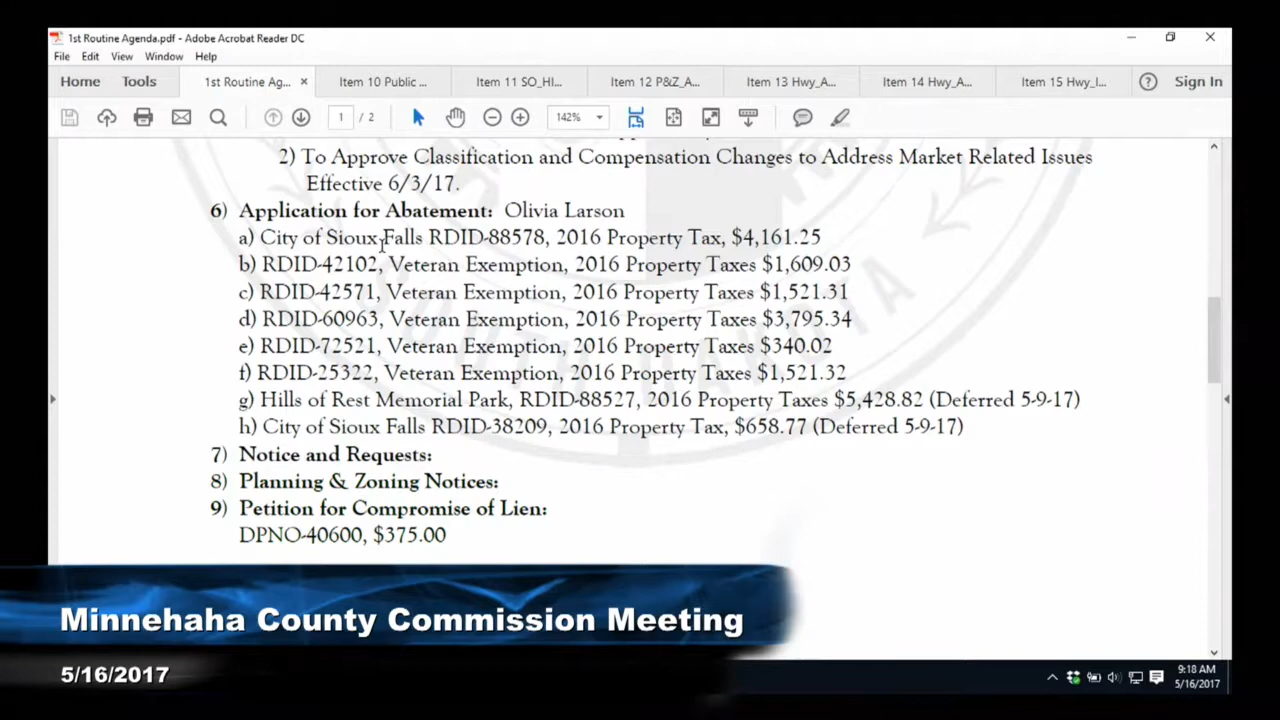 1st Routine Agenda.pdf - Adobe Acrobat Reader DC
File Edit View Window Help
Home Tools 1st Routine Ag... × Item 10 Public ... Item 11 SO_HI... Item 12 P&Z_A... Item 13 Hwy_A... Item 14 Hwy_A... Item 15 Hwy_I... Sign In
1 / 2 142%
2) To Approve Classification and Compensation Changes to Address Market Related Issues
Effective 6/3/17.
6) Application for Abatement: Olivia Larson
a) City of Sioux Falls RDID-88578, 2016 Property Tax, $4,161.25
b) RDID-42102, Veteran Exemption, 2016 Property Taxes $1,609.03
c) RDID-42571, Veteran Exemption, 2016 Property Taxes $1,521.31
d) RDID-60963, Veteran Exemption, 2016 Property Taxes $3,795.34
e) RDID-72521, Veteran Exemption, 2016 Property Taxes $340.02
f) RDID-25322, Veteran Exemption, 2016 Property Taxes $1,521.32
g) Hills of Rest Memorial Park, RDID-88527, 2016 Property Taxes $5,428.82 (Deferred 5-9-17)
h) City of Sioux Falls RDID-38209, 2016 Property Tax, $658.77 (Deferred 5-9-17)
7) Notice and Requests:
8) Planning & Zoning Notices:
9) Petition for Compromise of Lien:
DPNO-40600, $375.00
SOUTH DAKOTA
Minnehaha County Commission Meeting
5/16/2017
9:18 AM
5/16/2017